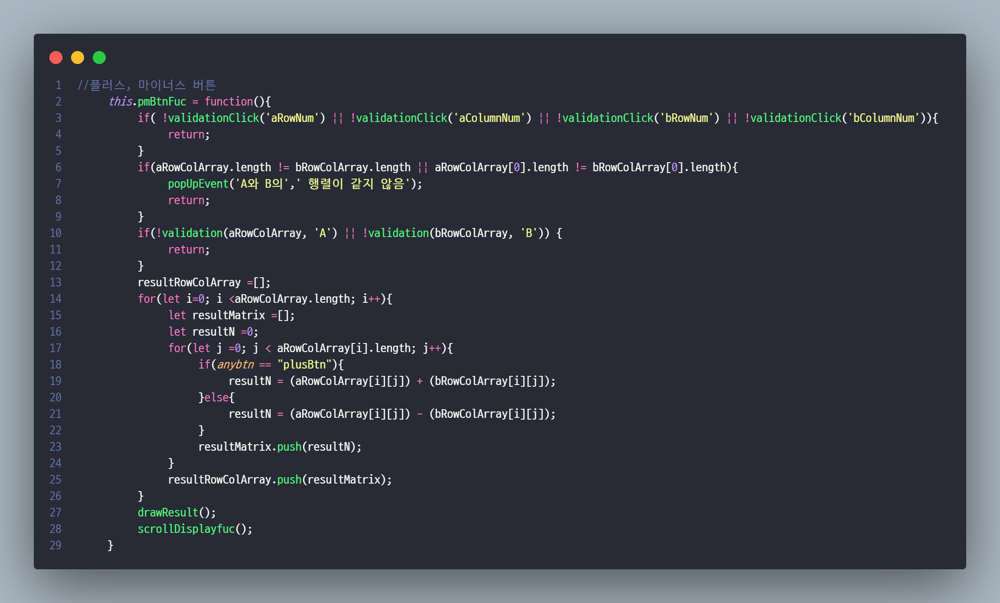 1 //플러스, 마이너스 버튼
2 this.pmBtnFuc = function(){
3 if( !validationClick('aRowNum') || !validationClick('aColumnNum') || !validationClick('bRowNum') || !validationClick('bColumnNum')){
4 return;
5 }
6 if(aRowColArray.length != bRowColArray.length || aRowColArray[0].length != bRowColArray[0].length){
7 popUpEvent('A와 B의',' 행렬이 같지 않음');
8 return;
9 }
10 if(!validation(aRowColArray, 'A') || !validation(bRowColArray, 'B')) {
11 return;
12 }
13 resultRowColArray =[];
14 for(let i=0; i <aRowColArray.length; i++){
15 let resultMatrix =[];
16 let resultN =0;
17 for(let j =0; j < aRowColArray[i].length; j++){
18 if(anybtn == "plusBtn"){
19 resultN = (aRowColArray[i][j]) + (bRowColArray[i][j]);
20 }else{
21 resultN = (aRowColArray[i][j]) - (bRowColArray[i][j]);
22 }
23 resultMatrix.push(resultN);
24 }
25 resultRowColArray.push(resultMatrix);
26 }
27 drawResult();
28 scrollDisplayfuc();
29 }